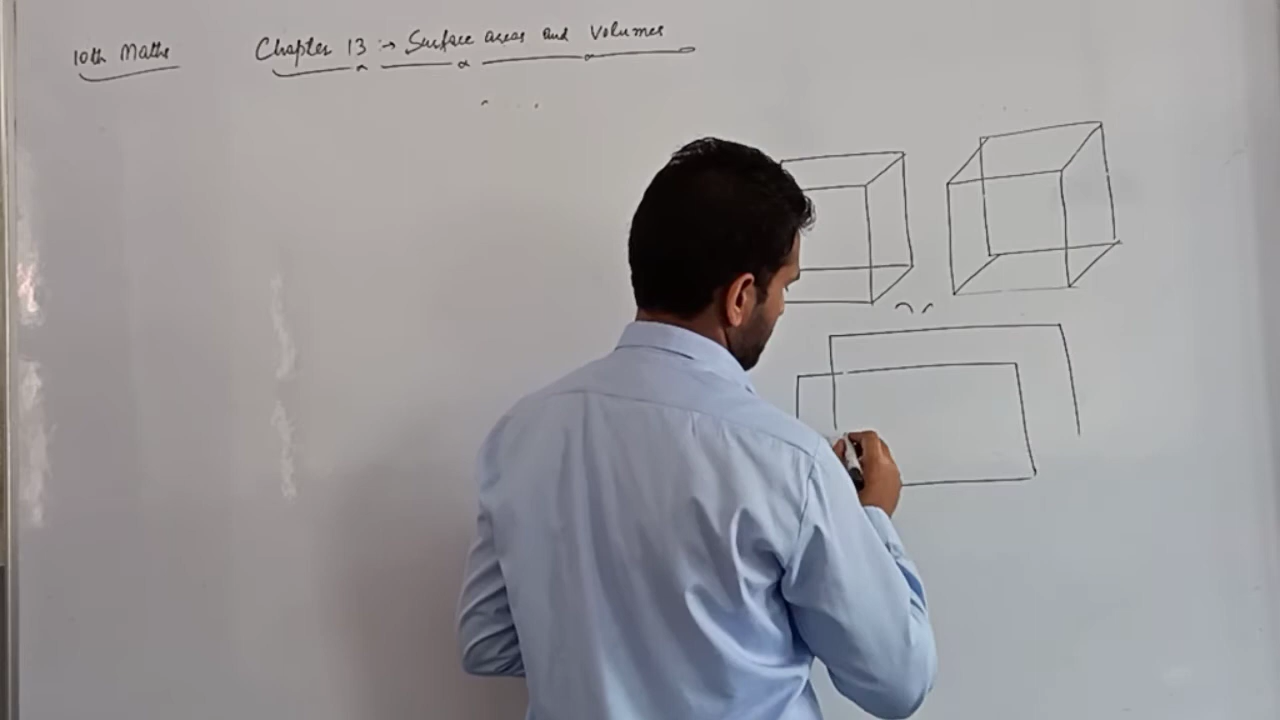 10th Maths
Chapter 13 :→ Surface areas and Volumes